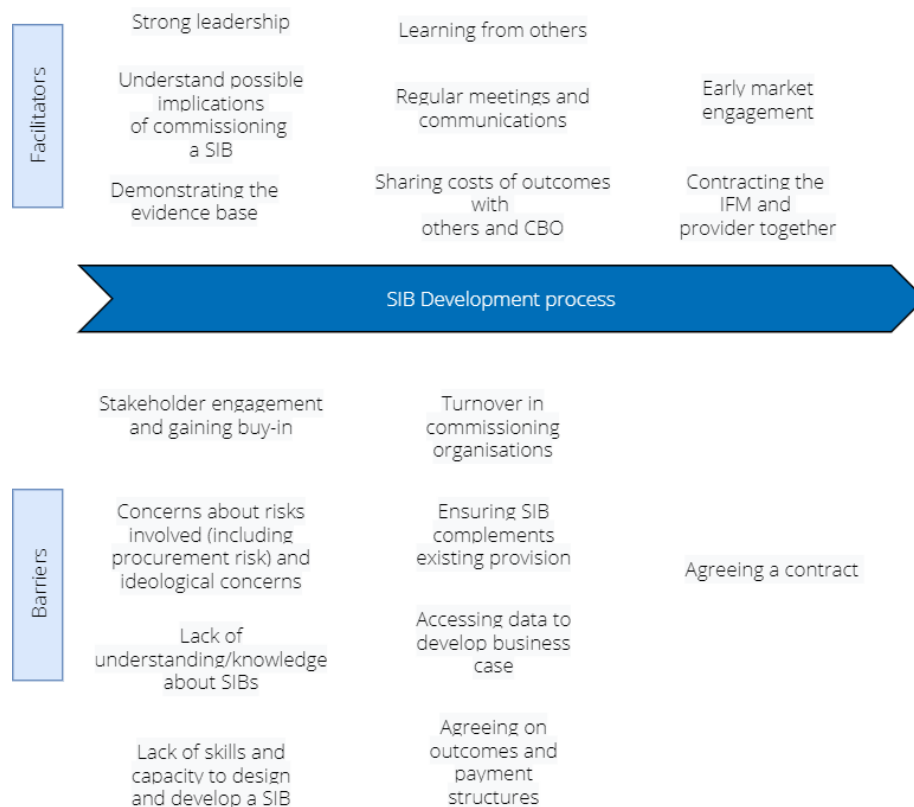 Facilitators
Strong leadership
Understand possible
implications
of commissioning
a SIB
Demonstrating the
evidence base
Learning from others
Regular meetings and
communications
Sharing costs of outcomes
with
others and CBO
Early market
engagement
Contracting the
IFM and
provider together
SIB Development process
Barriers
Stakeholder engagement
and gaining buy-in
Concerns about risks
involved (including
procurement risk) and
ideological concerns
Lack of
understanding/knowledge
about SIBs
Lack of skills and
capacity to design
and develop a SIB
Turnover in
commissioning
organisations
Ensuring SIB
complements
existing provision
Accessing data to
develop business
case
Agreeing on
outcomes and
payment
structures
Agreeing a contract